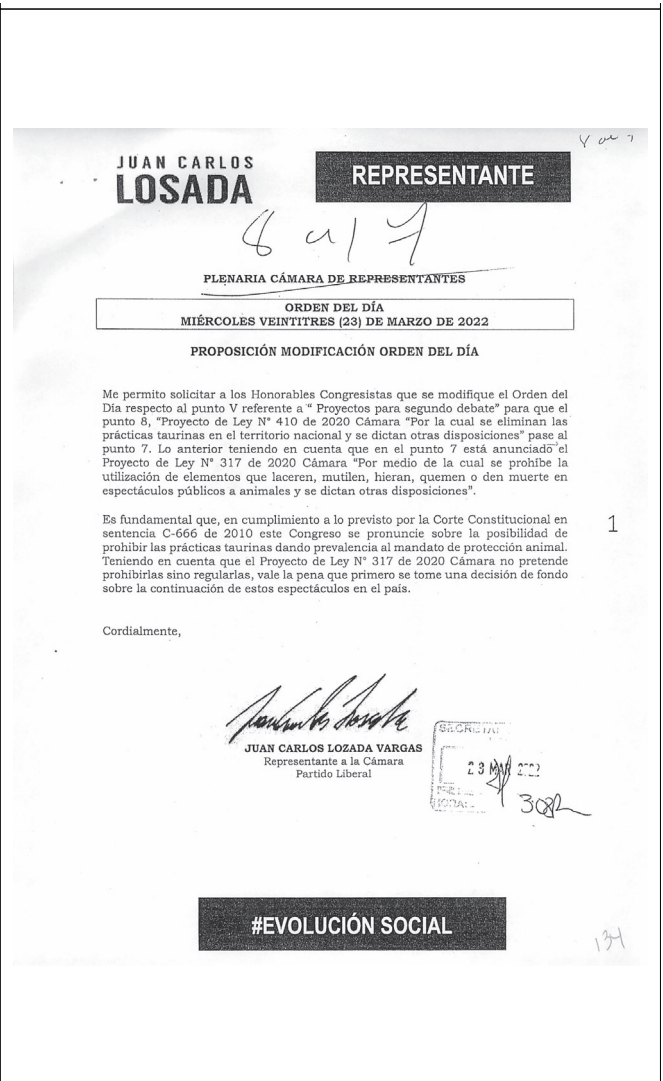 JUAN CARLOS
LOSADA
REPRESENTANTE
8 al 7
PLENARIA CÁMARA DE REPRESENTANTES
ORDEN DEL DÍA
MIÉRCOLES VEINTITRES (23) DE MARZO DE 2022
PROPOSICIÓN MODIFICACIÓN ORDEN DEL DÍA
Me permito solicitar a los Honorables Congresistas que se modifique el Orden del
Día respecto al punto V referente a “ Proyectos para segundo debate” para que el
punto 8, “Proyecto de Ley N° 410 de 2020 Cámara “Por la cual se eliminan las
prácticas taurinas en el territorio nacional y se dictan otras disposiciones” pase al
punto 7. Lo anterior teniendo en cuenta que en el punto 7 está anunciado el
Proyecto de Ley N° 317 de 2020 Cámara “Por medio de la cual se prohíbe la
utilización de elementos que laceren, mutilen, hieran, quemen o den muerte en
espectáculos públicos a animales y se dictan otras disposiciones”.
Es fundamental que, en cumplimiento a lo previsto por la Corte Constitucional en
sentencia C-666 de 2010 este Congreso se pronuncie sobre la posibilidad de
prohibir las prácticas taurinas dando prevalencia al mandato de protección animal.
Teniendo en cuenta que el Proyecto de Ley N° 317 de 2020 Cámara no pretende
prohibirlas sino regularlas, vale la pena que primero se tome una decisión de fondo
sobre la continuación de estos espectáculos en el país.
1
Cordialmente,
JUAN CARLOS LOZADA VARGAS
Representante a la Cámara
Partido Liberal
23 MAR 2022
#EVOLUCIÓN SOCIAL
134